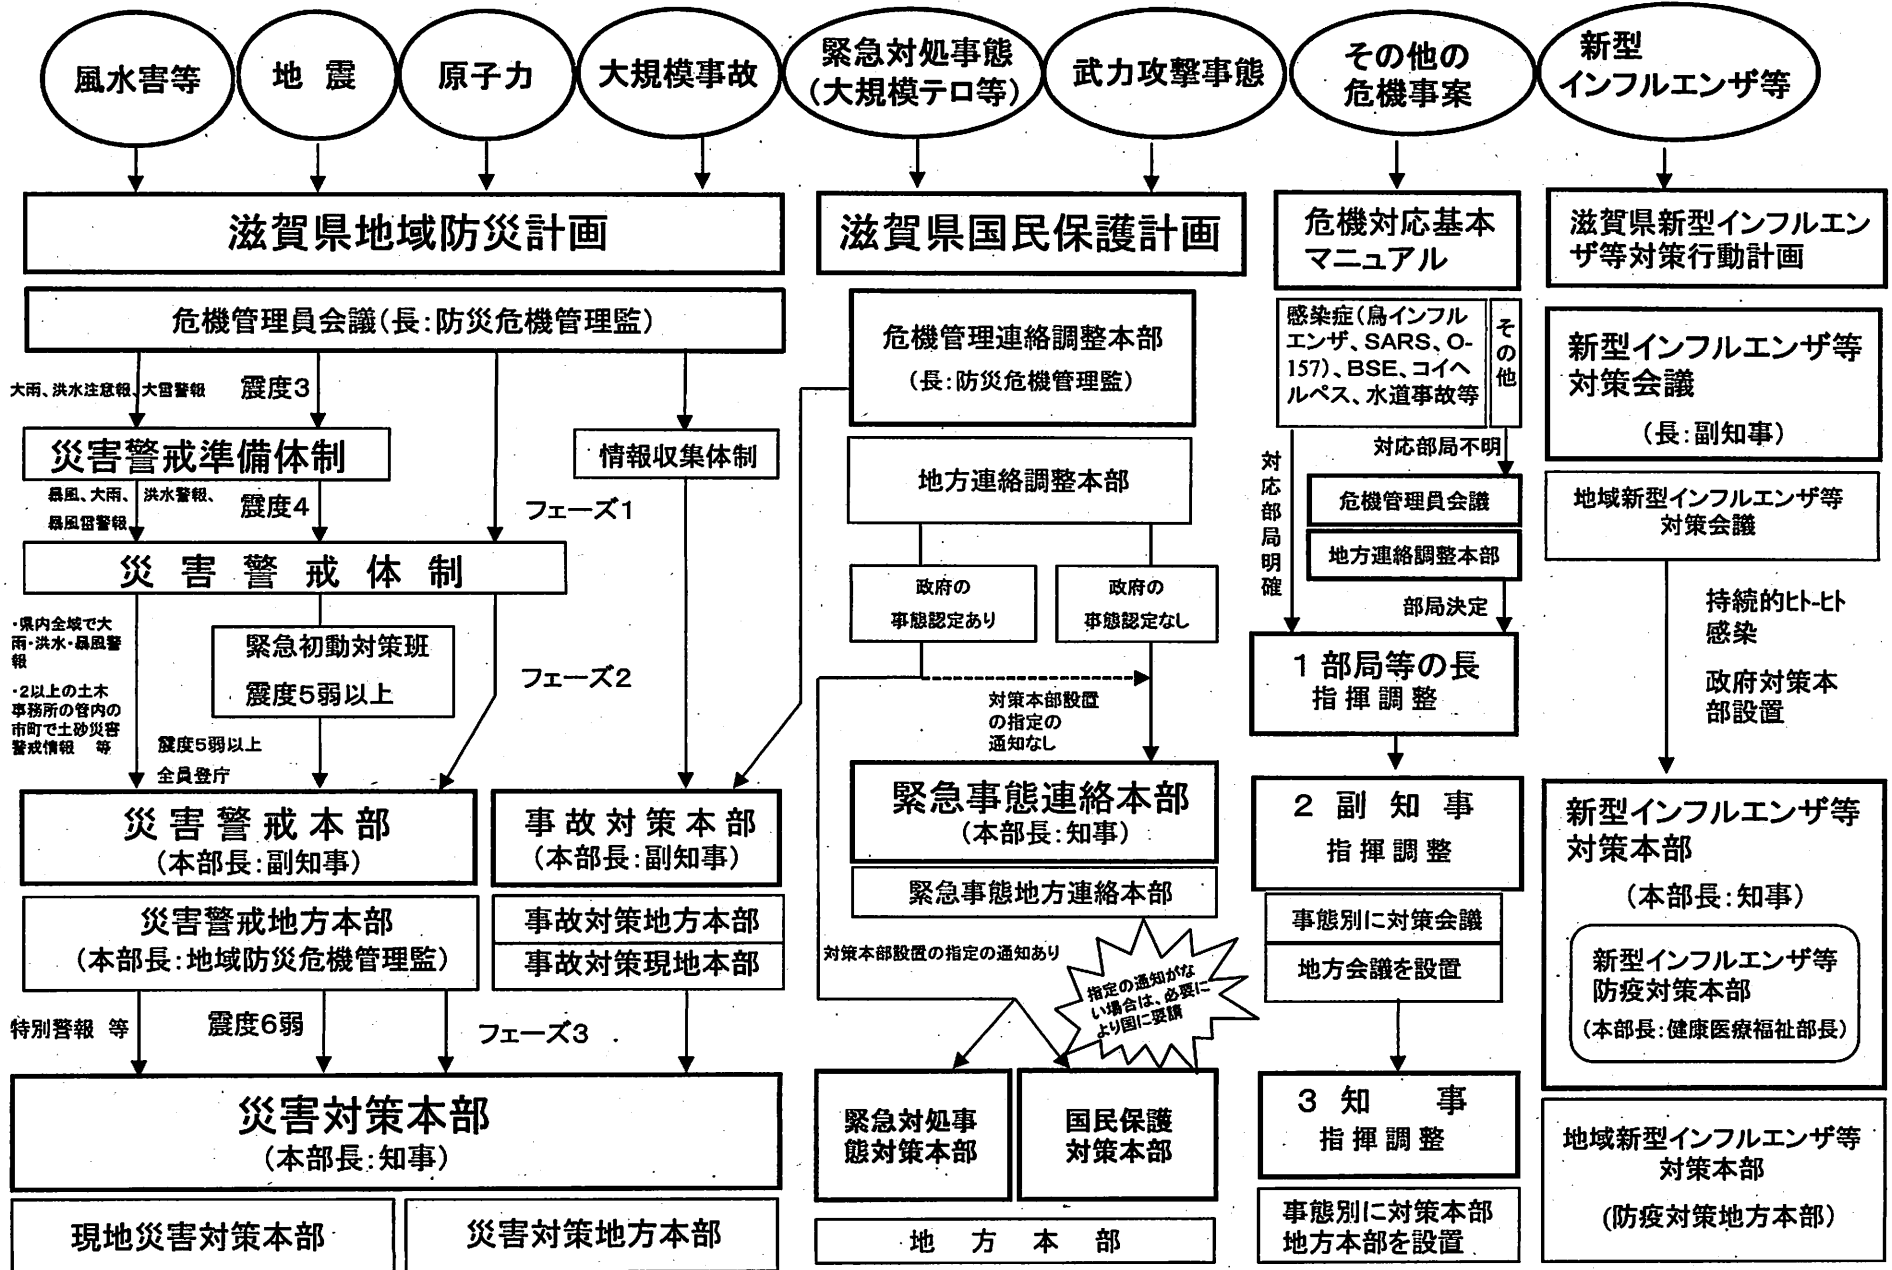 風水害等
地 震
原子力
大規模事故
緊急対処事態
(大規模テロ等)
武力攻撃事態
その他の
危機事案
新型
インフルエンザ等
滋賀県地域防災計画
滋賀県国民保護計画
危機対応基本
マニュアル
滋賀県新型インフルエン
ザ等対策行動計画
危機管理員会議(長:防災危機管理監)
大雨、洪水注意報、大雪警報
震度3
災害警戒準備体制
情報収集体制
暴風、大雨、 洪水警報、
暴風雪警報
震度4
フェーズ1
災 害 警 戒 体 制
・県内全域で大
雨・洪水・暴風警
報
・2以上の土木
事務所の管内の
市町で土砂災害
警戒情報 等
緊急初動対策班
震度5弱以上
フェーズ2
震度5弱以上
全員登庁
災 害 警 戒 本 部
(本部長:副知事)
事 故 対 策 本 部
(本部長:副知事)
災害警戒地方本部
(本部長:地域防災危機管理監)
事故対策地方本部
事故対策現地本部
特別警報 等
震度6弱
フェーズ3
災害対策本部
(本部長:知事)
現地災害対策本部
災害対策地方本部
危機管理連絡調整本部
(長:防災危機管理監)
地方連絡調整本部
政府の
事態認定あり
政府の
事態認定なし
対策本部設置
の指定の
通知なし
緊急事態連絡本部
(本部長:知事)
緊急事態地方連絡本部
対策本部設置の指定の通知あり
指定の通知がな
い場合は、必要に
より国に要請
緊急対処事
態対策本部
国民保護
対策本部
地 方 本 部
感染症(鳥インフル
エンザ、SARS、O-
157)、BSE、コイヘ
ルペス、水道事故等
その他
対応部局明確
対応部局不明
危機管理員会議
地方連絡調整本部
部局決定
1 部局等の長
指揮調整
2 副 知 事
指揮調整
事態別に対策会議
地方会議を設置
3 知 事
指揮調整
事態別に対策本部
地方本部を設置
新型インフルエンザ等
対策会議
(長:副知事)
地域新型インフルエンザ等
対策会議
持続的ヒト-ヒト
感染
政府対策本
部設置
新型インフルエンザ等
対策本部
(本部長:知事)
新型インフルエンザ等
防疫対策本部
(本部長:健康医療福祉部長)
地域新型インフルエンザ等
対策本部
(防疫対策地方本部)